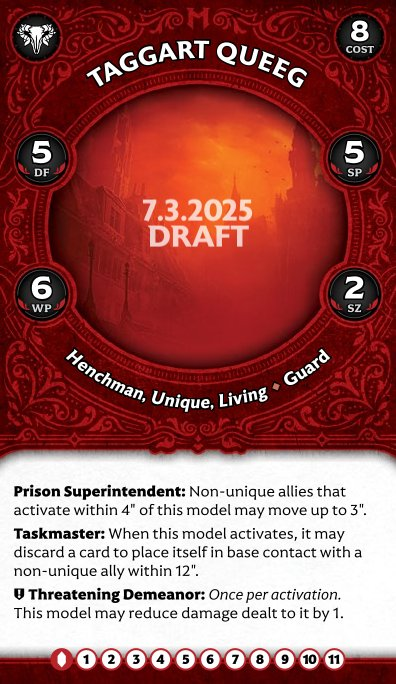 8
COST
TAGGART QUEEG
5
DF
5
SP
7.3.2025
DRAFT
6
WP
2
SZ
Henchman, Unique, Living • Guard
Prison Superintendent: Non-unique allies that
activate within 4" of this model may move up to 3".
Taskmaster: When this model activates, it may
discard a card to place itself in base contact with a
non-unique ally within 12".
Threatening Demeanor: Once per activation.
This model may reduce damage dealt to it by 1.
1 2 3 4 5 6 7 8 9 10 11